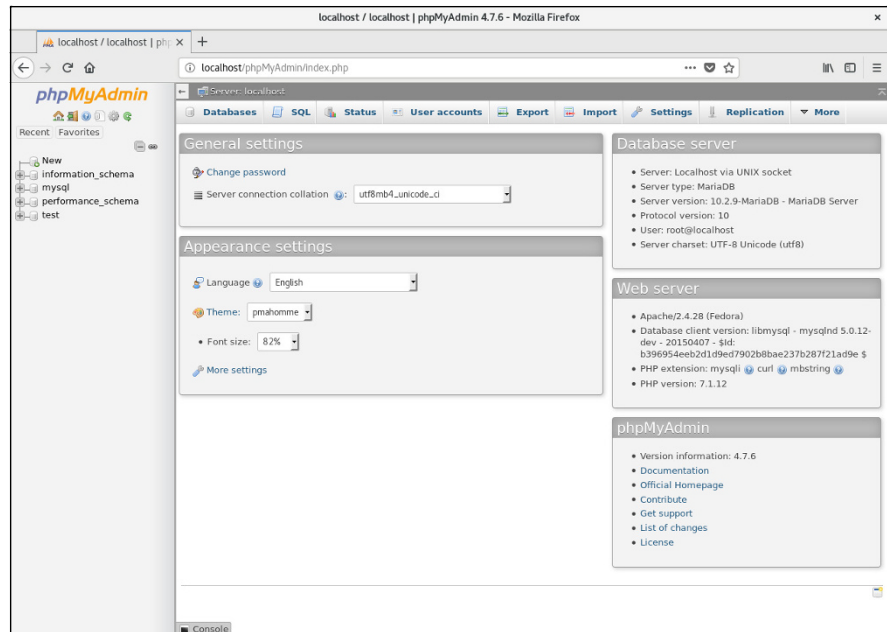 localhost / localhost | phpMyAdmin 4.7.6 - Mozilla Firefox
localhost / localhost | php
localhost/phpMyAdmin/index.php
phpMyAdmin
Recent Favorites
New
information_schema
mysql
performance_schema
test
Server: localhost
Databases SQL Status User accounts Export Import Settings Replication More
General settings
Change password
Server connection collation : utf8mb4_unicode_ci
Appearance settings
Language English
Theme: pmahomme
• Font size: 82%
More settings
Database server
• Server: Localhost via UNIX socket
• Server type: MariaDB
• Server version: 10.2.9-MariaDB - MariaDB Server
• Protocol version: 10
• User: root@localhost
• Server charset: UTF-8 Unicode (utf8)
Web server
• Apache/2.4.28 (Fedora)
• Database client version: libmysql - mysqlnd 5.0.12-
dev - 20150407 - $Id:
b396954eeb2d1d9ed7902b8bae237b287f21ad9e $
• PHP extension: mysqli curl mbstring
• PHP version: 7.1.12
phpMyAdmin
• Version information: 4.7.6
• Documentation
• Official Homepage
• Contribute
• Get support
• List of changes
• License
Console